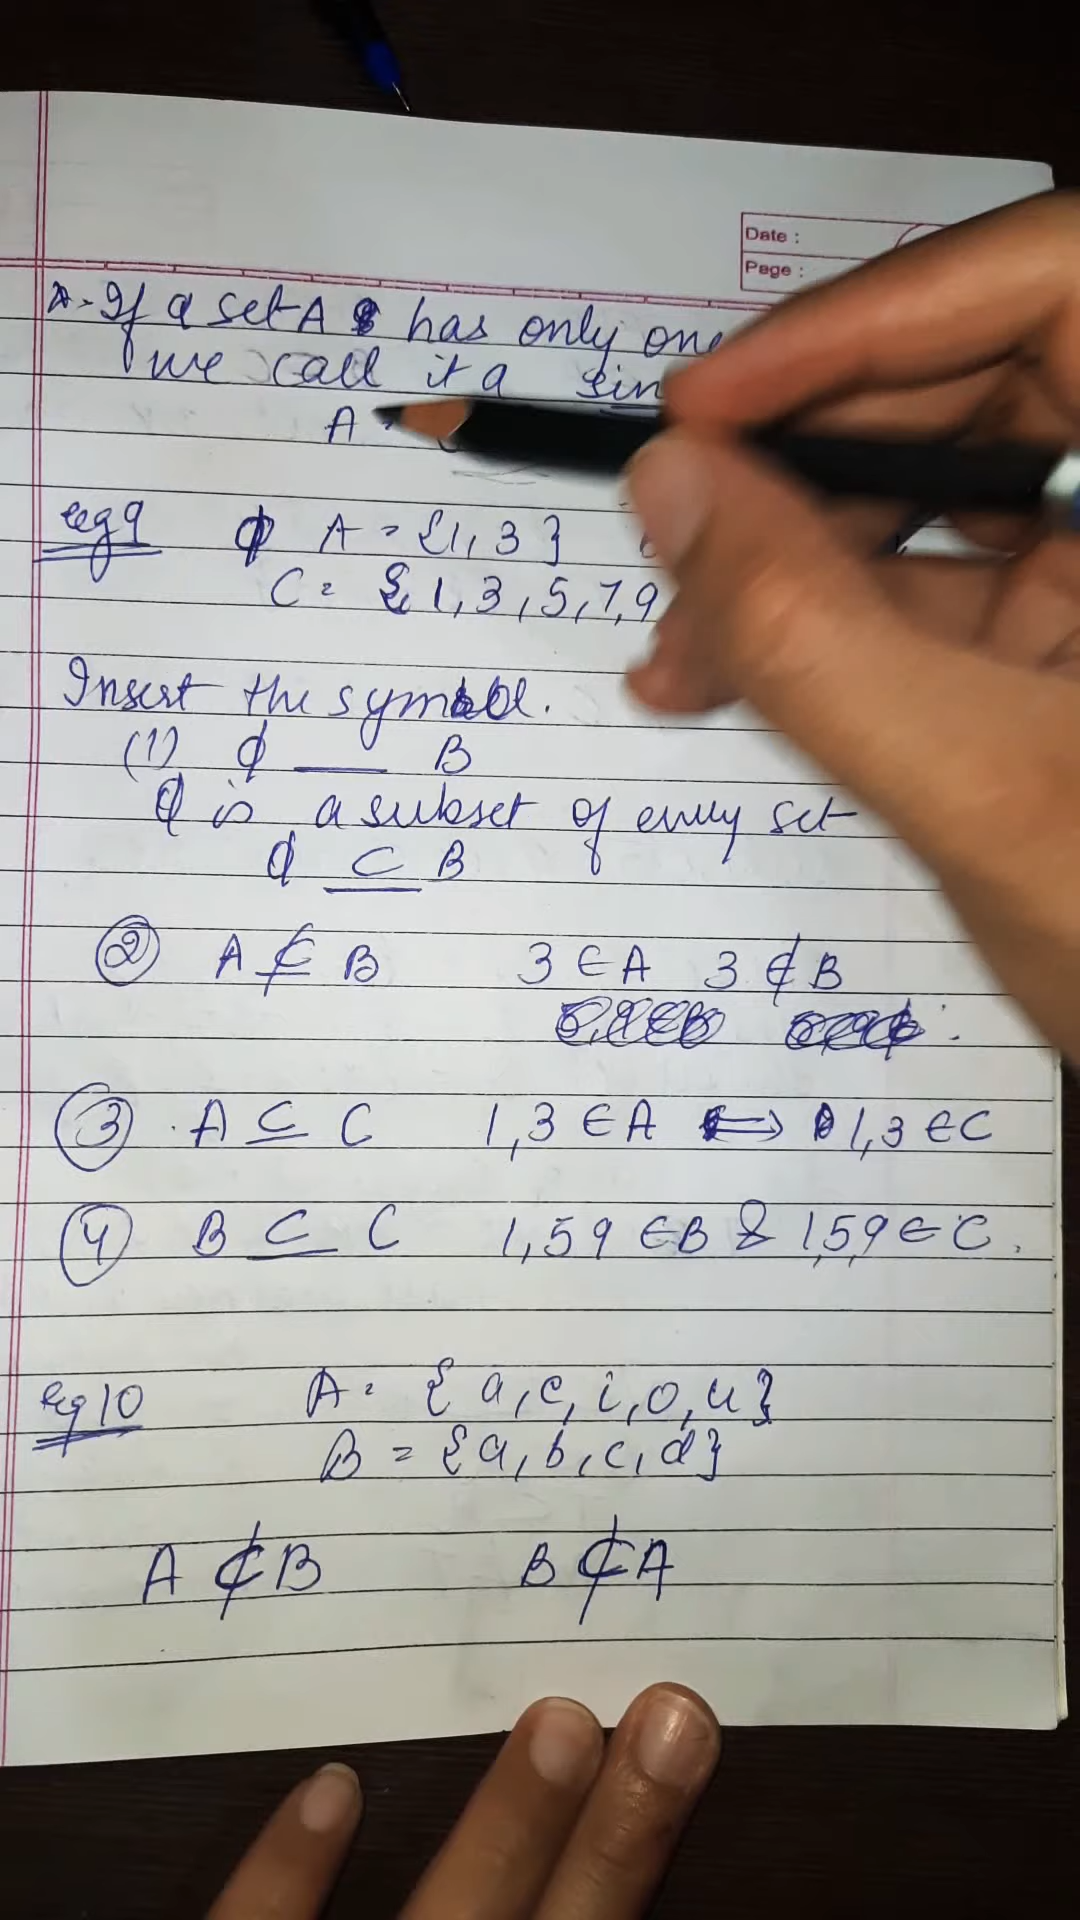 Date :
Page :
If a set A has only one
we call it a sin
A =
eg 9 ϕ A = {1, 3}
C = {1, 3, 5, 7, 9
Insert the symbol.
(1) ϕ ___ B
ϕ is a subset of every set
ϕ ⊂ B
② A ⊄ B 3 ∈ A 3 ∉ B
③ A ⊂ C 1, 3 ∈ A ⟺ 1, 3 ∈ C
④ B ⊂ C 1, 5 9 ∈ B & 1, 5, 9 ∈ C.
eg 10 A = {a, e, i, o, u}
B = {a, b, c, d}
A ⊄ B B ⊄ A